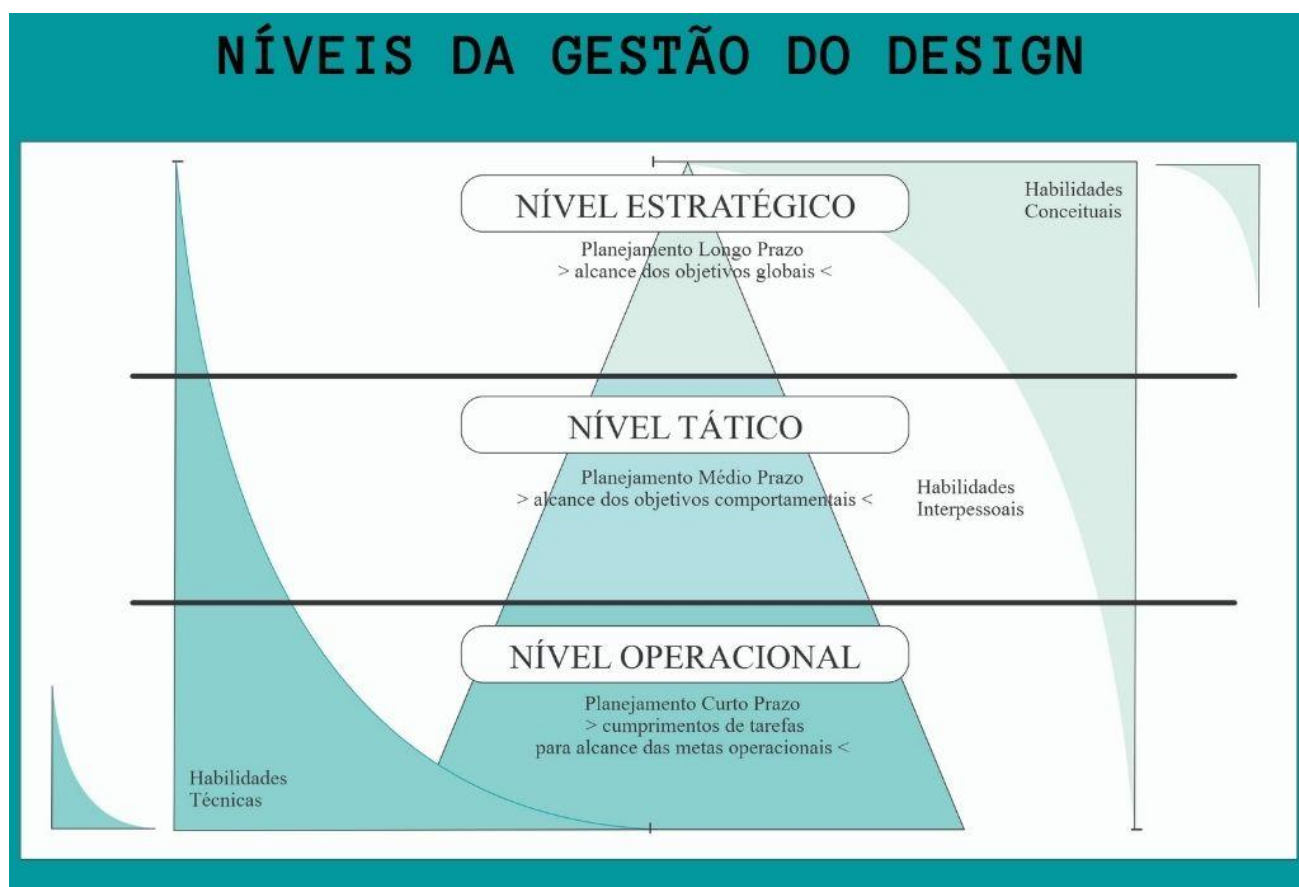 NÍVEIS DA GESTÃO DO DESIGN
NÍVEL ESTRATÉGICO
Planejamento Longo Prazo
> alcance dos objetivos globais <
Habilidades
Conceituais
NÍVEL TÁTICO
Planejamento Médio Prazo
> alcance dos objetivos comportamentais <
Habilidades
Interpessoais
NÍVEL OPERACIONAL
Planejamento Curto Prazo
> cumprimentos de tarefas
para alcance das metas operacionais <
Habilidades
Técnicas